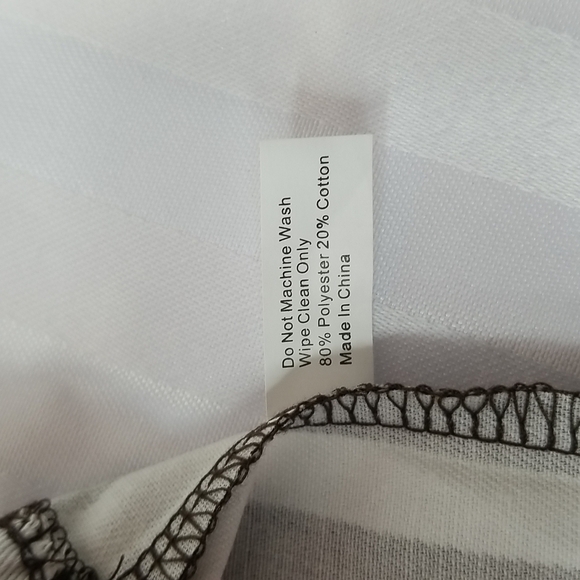 Do Not Machine Wash
Wipe Clean Only
80% Polyester 20% Cotton
Made In China